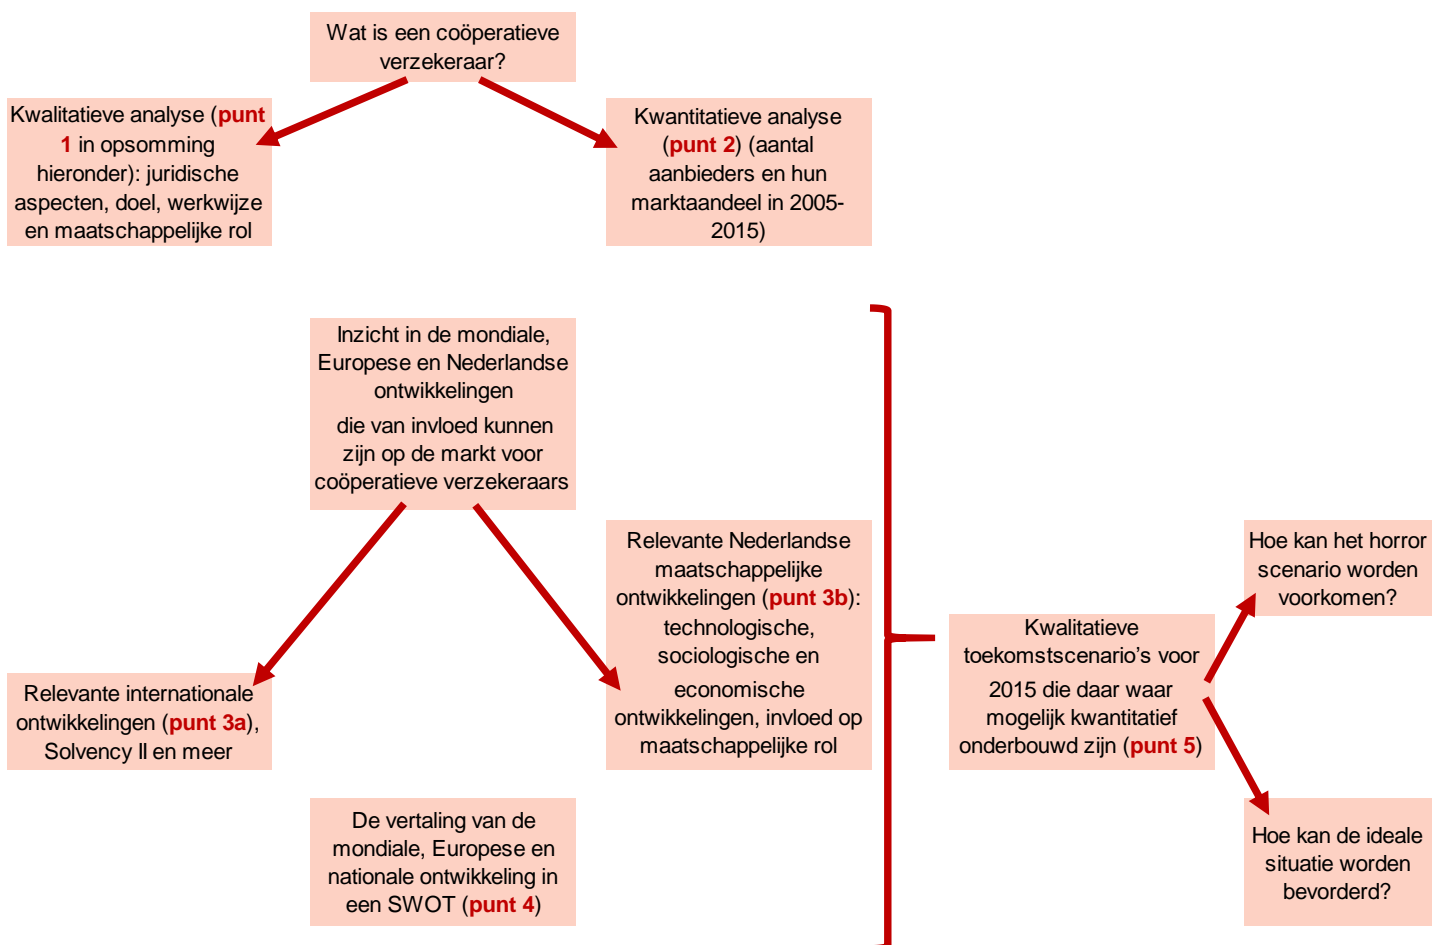 Wat is een coöperatieve
verzekeraar?
Kwalitatieve analyse (punt
1 in opsomming
hieronder): juridische
aspecten, doel, werkwijze
en maatschappelijke rol
Kwantitatieve analyse
(punt 2) (aantal
aanbieders en hun
marktaandeel in 2005-
2015)
Inzicht in de mondiale,
Europese en Nederlandse
ontwikkelingen
die van invloed kunnen
zijn op de markt voor
coöperatieve verzekeraars
Relevante internationale
ontwikkelingen (punt 3a),
Solvency II en meer
Relevante Nederlandse
maatschappelijke
ontwikkelingen (punt 3b):
technologische,
sociologische en
economische
ontwikkelingen, invloed op
maatschappelijke rol
De vertaling van de
mondiale, Europese en
nationale ontwikkeling in
een SWOT (punt 4)
Kwalitatieve
toekomstscenario's voor
2015 die daar waar
mogelijk kwantitatief
onderbouwd zijn (punt 5)
Hoe kan het horror
scenario worden
voorkomen?
Hoe kan de ideale
situatie worden
bevorderd?